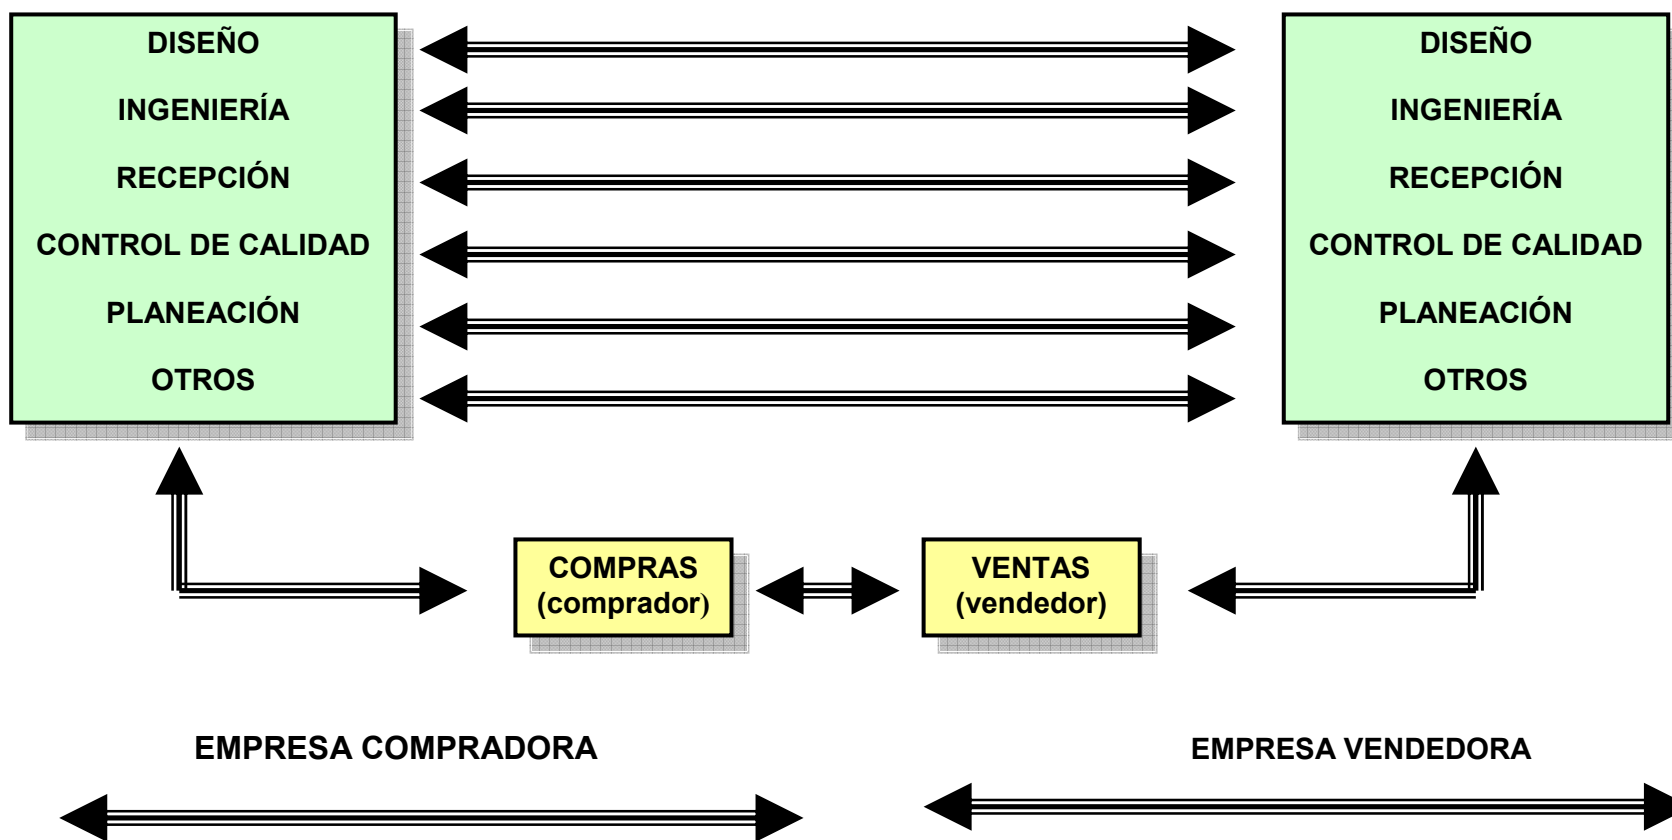 DISEÑO
INGENIERÍA
RECEPCIÓN
CONTROL DE CALIDAD
PLANEACIÓN
OTROS
DISEÑO
INGENIERÍA
RECEPCIÓN
CONTROL DE CALIDAD
PLANEACIÓN
OTROS
COMPRAS
(comprador)
VENTAS
(vendedor)
EMPRESA COMPRADORA
EMPRESA VENDEDORA